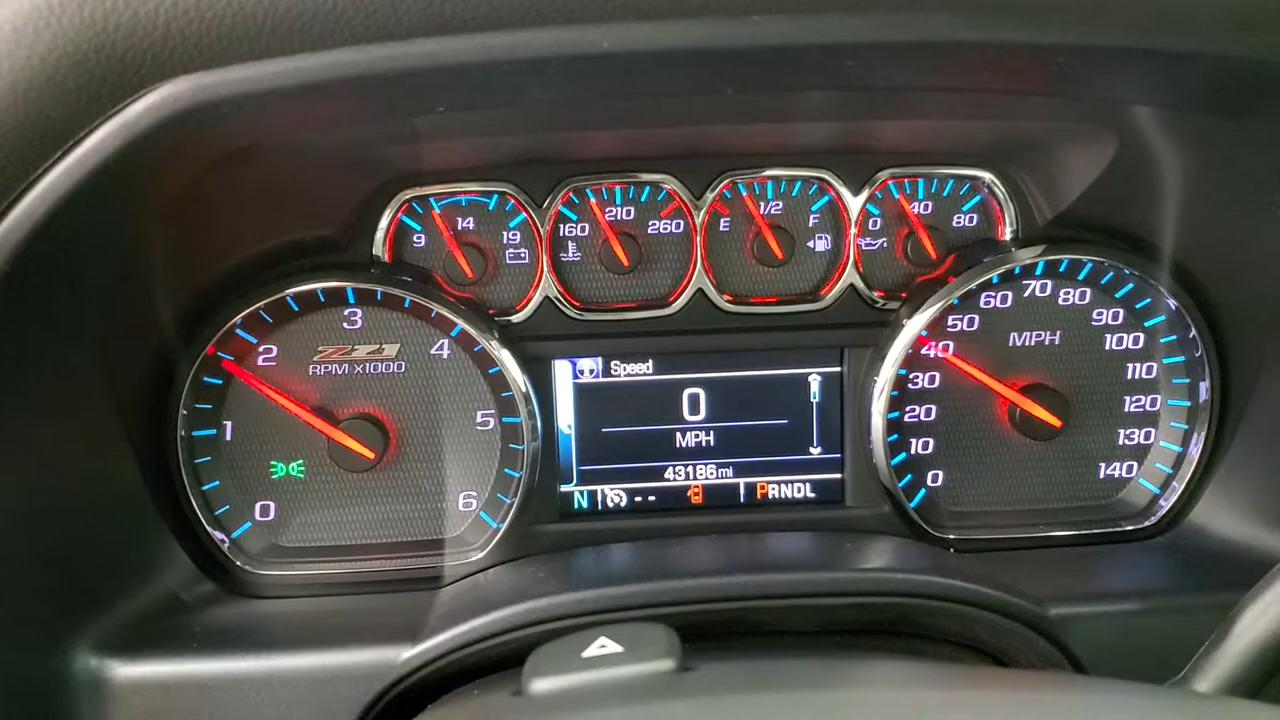 9 14 19
160 210 260
E 1/2 F
0 40 80
0 1 2 3 4 5 6
Z71
RPM x1000
Speed
0
MPH
43186mi
N -- PRNDL
0 10 20 30 40 50 60 70 80 90 100 110 120 130 140
MPH